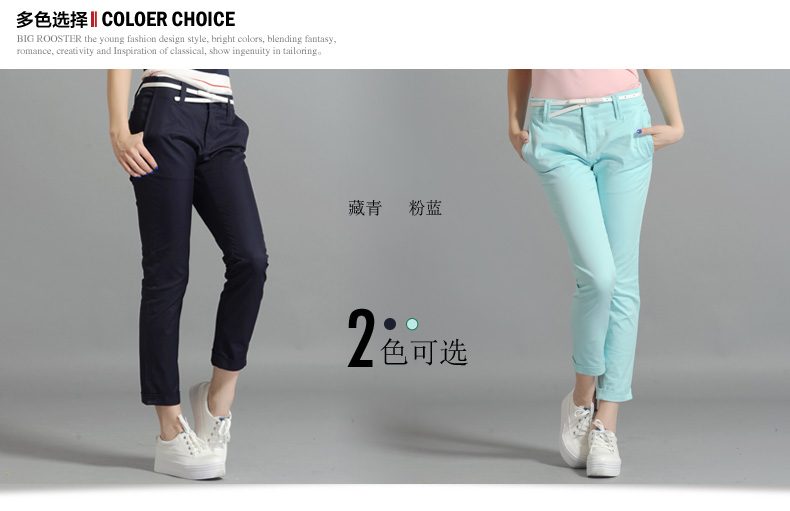 多色选择 COLOER CHOICE
BIG ROOSTER the young fashion design style, bright colors, blending fantasy,
romance, creativity and Inspiration of classical, show ingenuity in tailoring。
藏青 粉蓝
2色可选